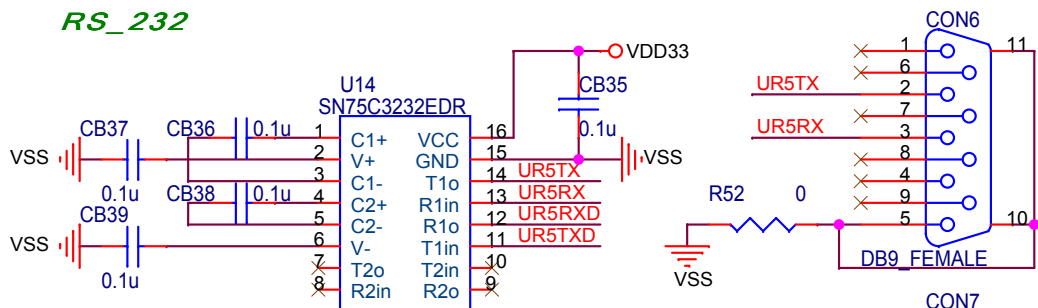 RS_232
CON6
U14
SN75C3232EDR
VDD33
CB35
0.1u
CB37
VSS
0.1u
CB36
0.1u
CB38
0.1u
CB39
VSS
0.1u
1 C1+ VCC 16
2 V+ GND 15
3 C1- T1o 14 UR5TX
4 C2+ R1in 13 UR5RX
5 C2- R1o 12 UR5RXD
6 V- T1in 11 UR5TXD
7 T2o T2in 10
8 R2in R2o 9
VSS
1
6
UR5TX 2
7
UR5RX 3
8
4
9
5
11
10
R52 0
VSS
DB9_FEMALE
CON7